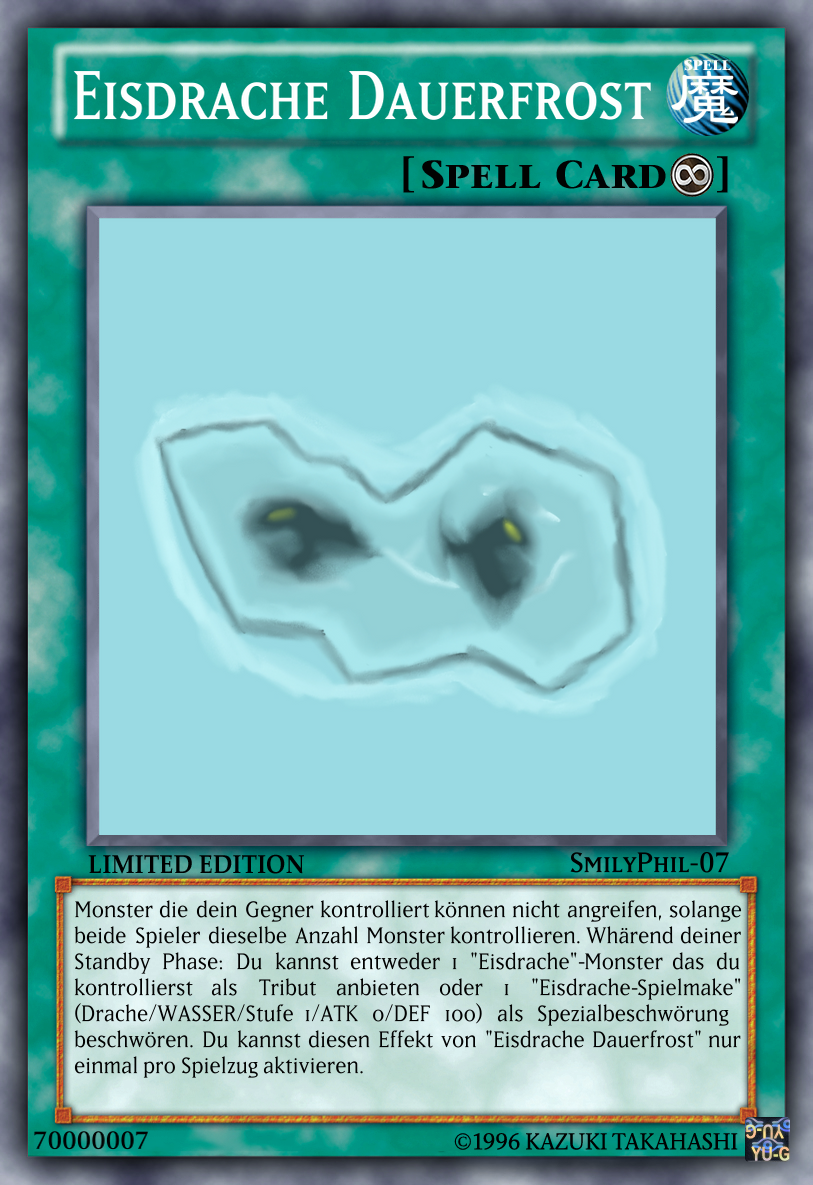 EISDRACHE DAUERFROST
SPELL
魔
[SPELL CARD∞]
LIMITED EDITION
SMILYPHIL-07
Monster die dein Gegner kontrolliert können nicht angreifen, solange
beide Spieler dieselbe Anzahl Monster kontrollieren. Whärend deiner
Standby Phase: Du kannst entweder 1 "Eisdrache"-Monster das du
kontrollierst als Tribut anbieten oder 1 "Eisdrache-Spielmake"
(Drache/WASSER/Stufe 1/ATK 0/DEF 100) als Spezialbeschwörung
beschwören. Du kannst diesen Effekt von "Eisdrache Dauerfrost" nur
einmal pro Spielzug aktivieren.
70000007
©1996 KAZUKI TAKAHASHI
YU-G
YU-G